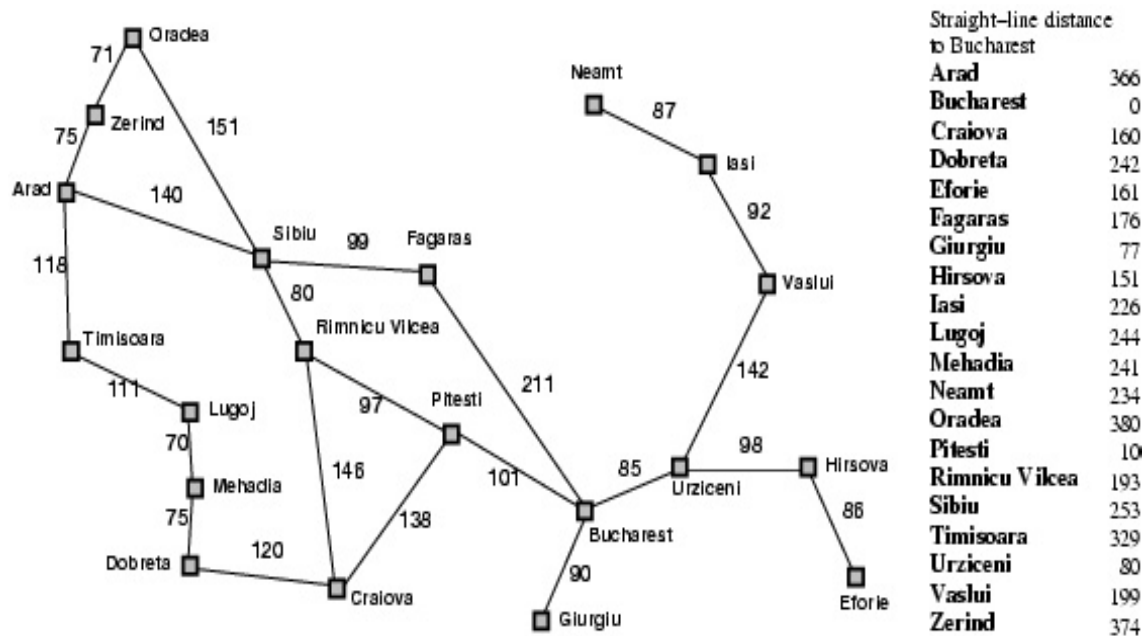 Oradea
71
Neamt
87
Zerind
151
75
Iasi
Arad
140
92
Sibiu
99
Fagaras
118
Vaslui
80
Rimnicu Vilcea
Timisoara
142
111
211
Lugoj
97
Pitesti
70
98
Hirsova
146
85
Mehadia
101
Urziceni
86
75
138
Bucharest
120
Dobreta
90
Craiova
Eforie
Giurgiu
Straight–line distance
to Bucharest
Arad 366
Bucharest 0
Craiova 160
Dobreta 242
Eforie 161
Fagaras 176
Giurgiu 77
Hirsova 151
Iasi 226
Lugoj 244
Mehadia 241
Neamt 234
Oradea 380
Pitesti 10
Rimnicu Vilcea 193
Sibiu 253
Timisoara 329
Urziceni 80
Vaslui 199
Zerind 374